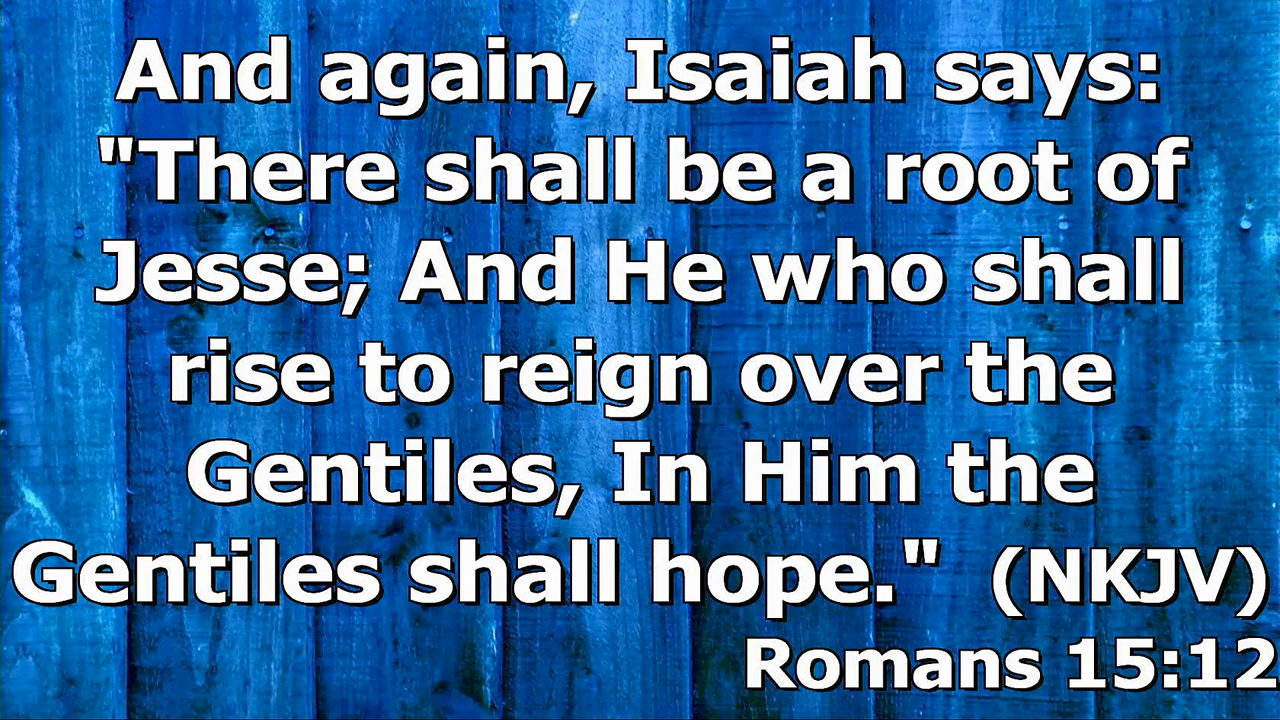 And again, Isaiah says:
"There shall be a root of
Jesse; And He who shall
rise to reign over the
Gentiles, In Him the
Gentiles shall hope." (NKJV)
Romans 15:12